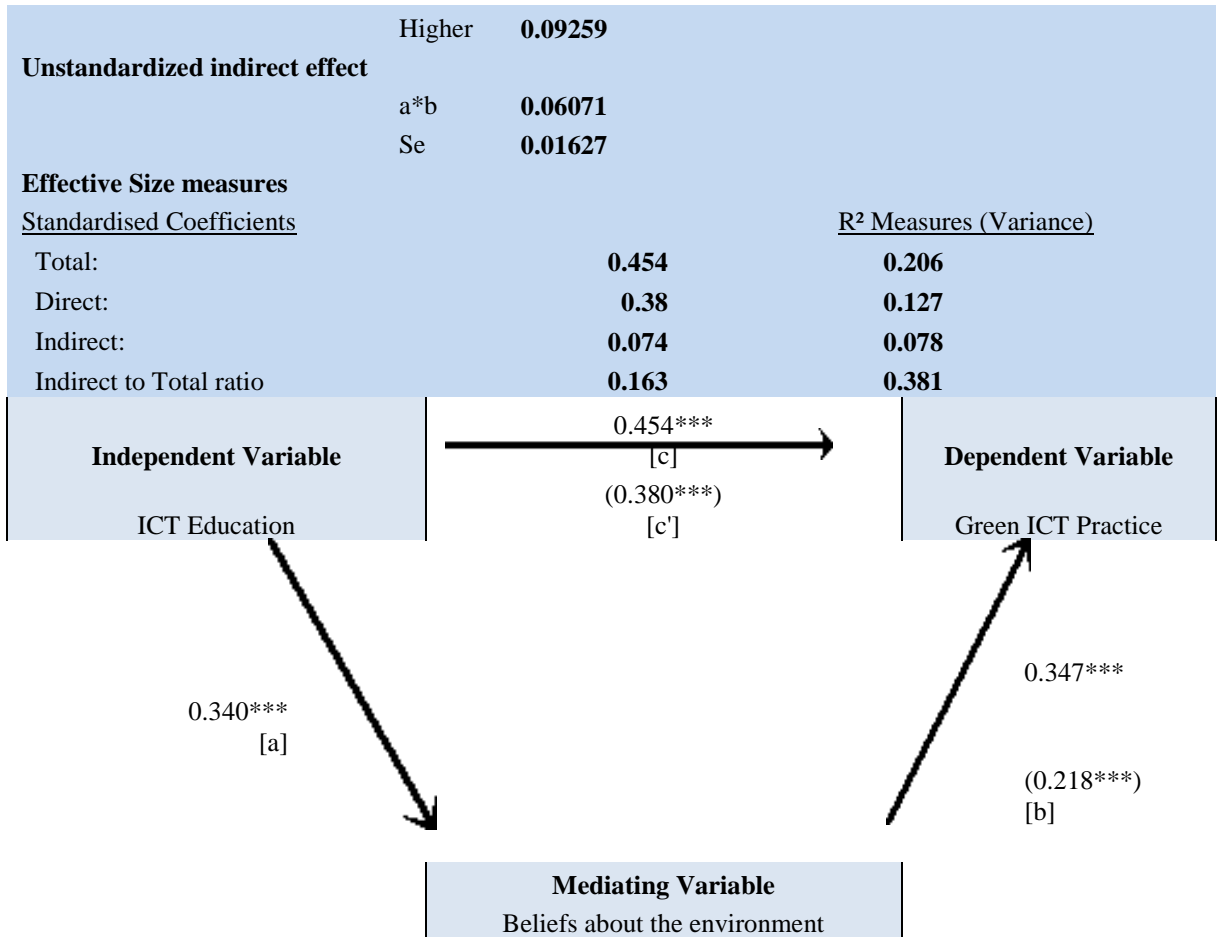 Higher 0.09259
Unstandardized indirect effect
a*b 0.06071
Se 0.01627
Effective Size measures
Standardised Coefficients R² Measures (Variance)
Total: 0.454 0.206
Direct: 0.38 0.127
Indirect: 0.074 0.078
Indirect to Total ratio 0.163 0.381
0.454***
Independent Variable [c] Dependent Variable
(0.380***)
ICT Education [c'] Green ICT Practice
0.347***
0.340***
[a]
(0.218***)
[b]
Mediating Variable
Beliefs about the environment